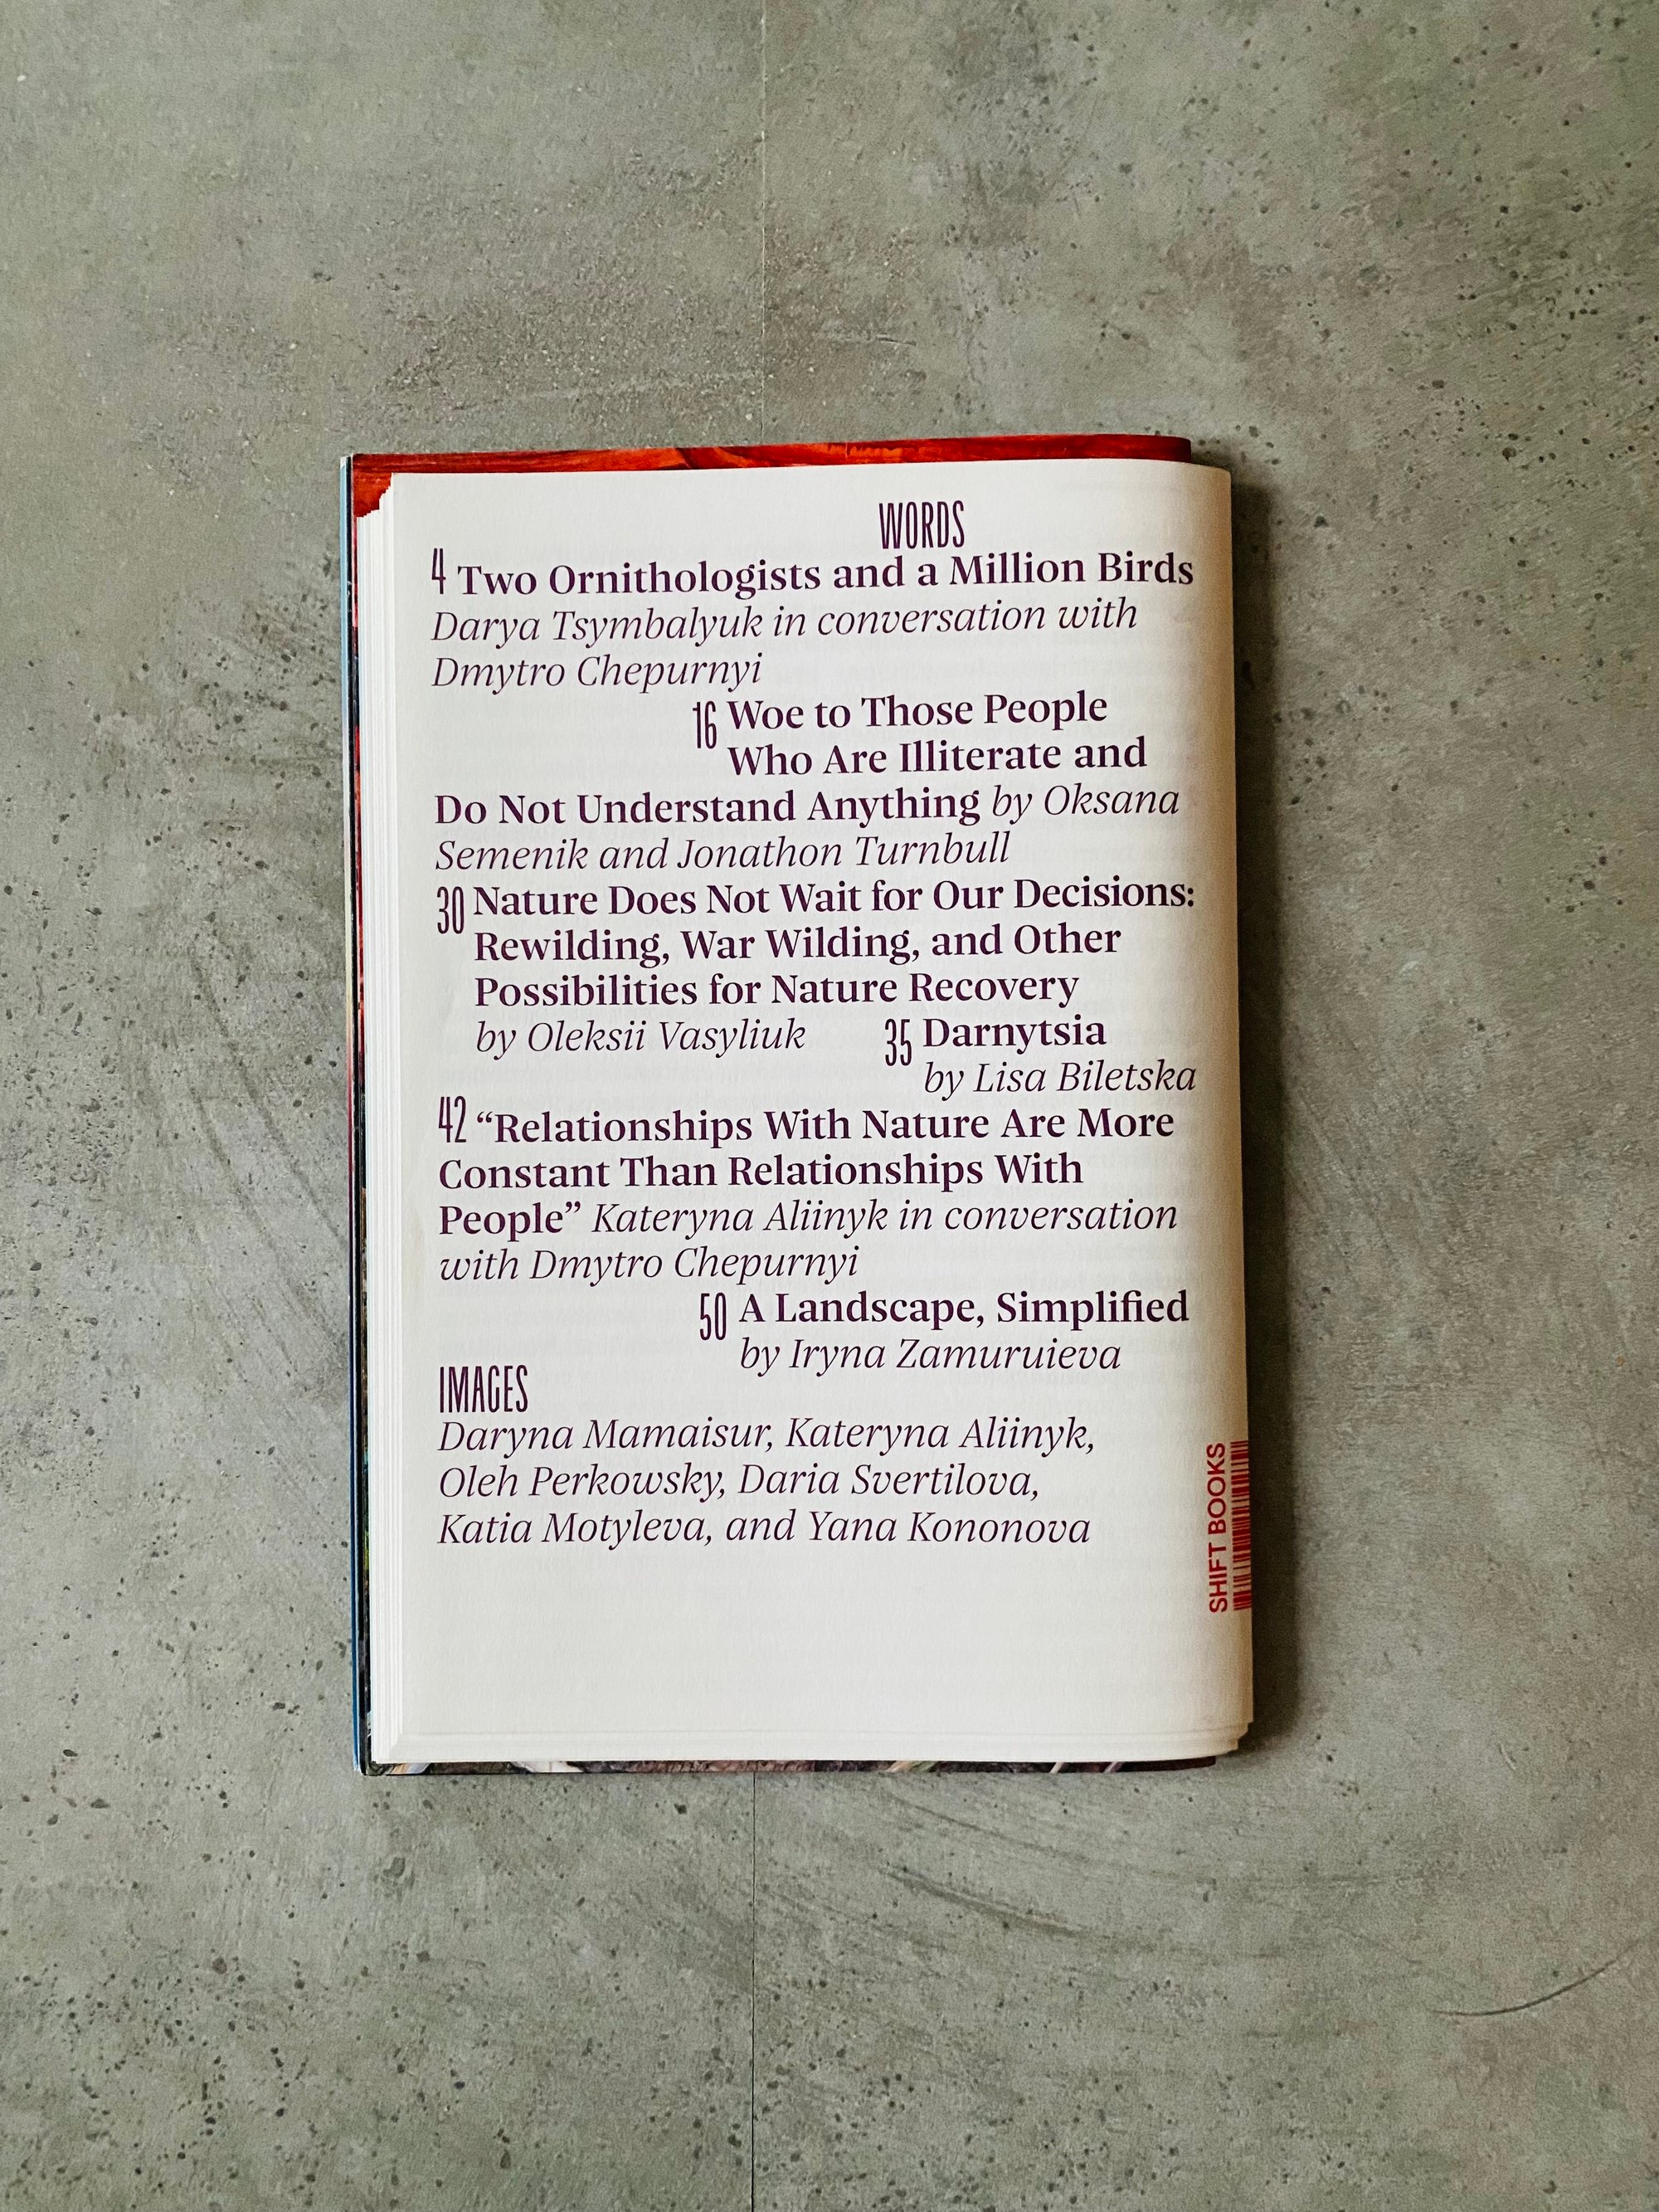 WORDS
4 Two Ornithologists and a Million Birds
Darya Tsymbalyuk in conversation with
Dmytro Chepurnyi
16 Woe to Those People
Who Are Illiterate and
Do Not Understand Anything by Oksana
Semenik and Jonathon Turnbull
30 Nature Does Not Wait for Our Decisions:
Rewilding, War Wilding, and Other
Possibilities for Nature Recovery
by Oleksii Vasyliuk
35 Darnytsia
by Lisa Biletska
42 “Relationships With Nature Are More
Constant Than Relationships With
People” Kateryna Aliinyk in conversation
with Dmytro Chepurnyi
50 A Landscape, Simplified
by Iryna Zamuruieva
IMAGES
Daryna Mamaisur, Kateryna Aliinyk,
Oleh Perkowsky, Daria Svertilova,
Katia Motyleva, and Yana Kononova
SHIFT BOOKS